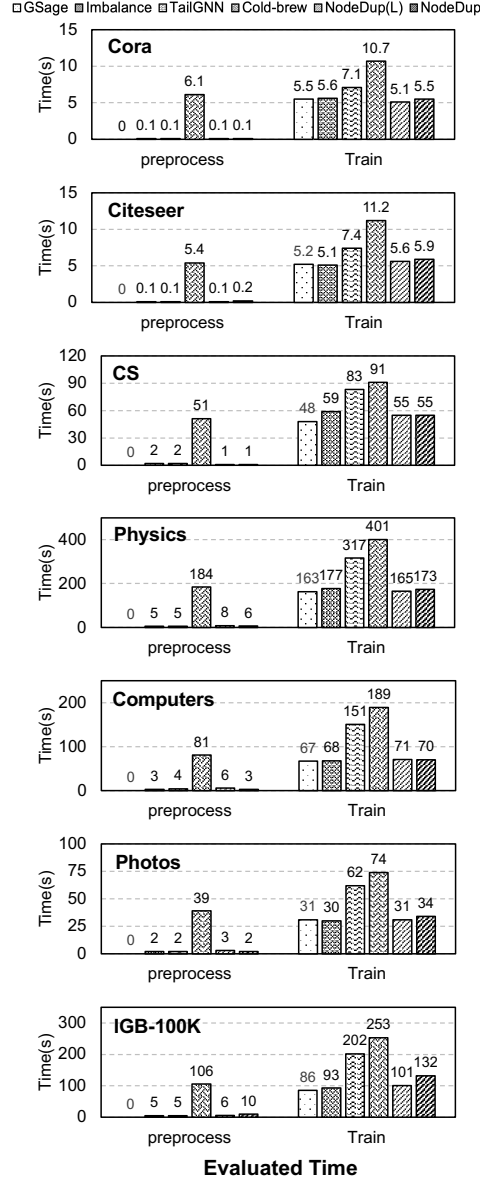 GSage Imbalance TailGNN Cold-brew NodeDup(L) NodeDup
Cora
Time(s)
15
10
5
0
0 0.1 0.1 6.1 0.1 0.1
5.5 5.6 7.1 10.7 5.1 5.5
preprocess Train
Citeseer
Time(s)
15
10
5
0
0 0.1 0.1 5.4 0.1 0.2
5.2 5.1 7.4 11.2 5.6 5.9
preprocess Train
CS
Time(s)
120
90
60
30
0
0 2 2 51 1 1
48 59 83 91 55 55
preprocess Train
Physics
Time(s)
400
200
0
0 5 5 184 8 6
163 177 317 401 165 173
preprocess Train
Computers
Time(s)
200
100
0
0 3 4 81 6 3
67 68 151 189 71 70
preprocess Train
Photos
Time(s)
100
75
50
25
0
0 2 2 39 3 2
31 30 62 74 31 34
preprocess Train
IGB-100K
Time(s)
300
200
100
0
0 5 5 106 6 10
86 93 202 253 101 132
preprocess Train
Evaluated Time